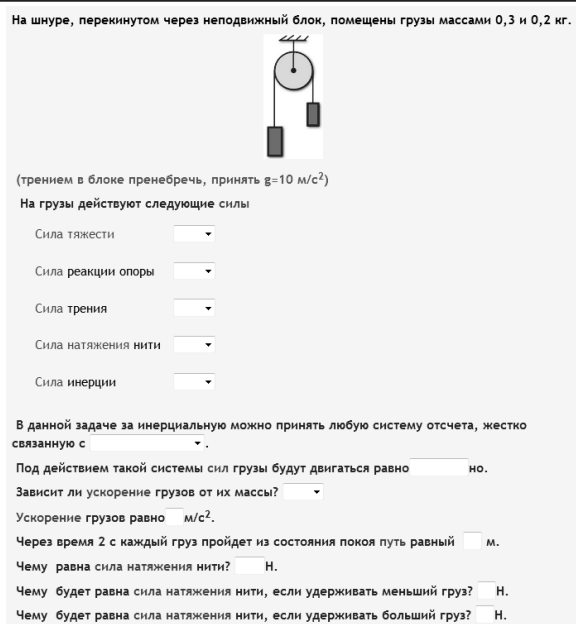 На шнуре, перекинутом через неподвижный блок, помещены грузы массами 0,3 и 0,2 кг.
(трением в блоке пренебречь, принять g=10 м/с²)
На грузы действуют следующие силы
Сила тяжести
Сила реакции опоры
Сила трения
Сила натяжения нити
Сила инерции
В данной задаче за инерциальную можно принять любую систему отсчета, жестко
связанную с .
Под действием такой системы сил грузы будут двигаться равно но.
Зависит ли ускорение грузов от их массы?
Ускорение грузов равно м/с².
Через время 2 с каждый груз пройдет из состояния покоя путь равный м.
Чему равна сила натяжения нити? Н.
Чему будет равна сила натяжения нити, если удерживать меньший груз? Н.
Чему будет равна сила натяжения нити, если удерживать больший груз? Н.